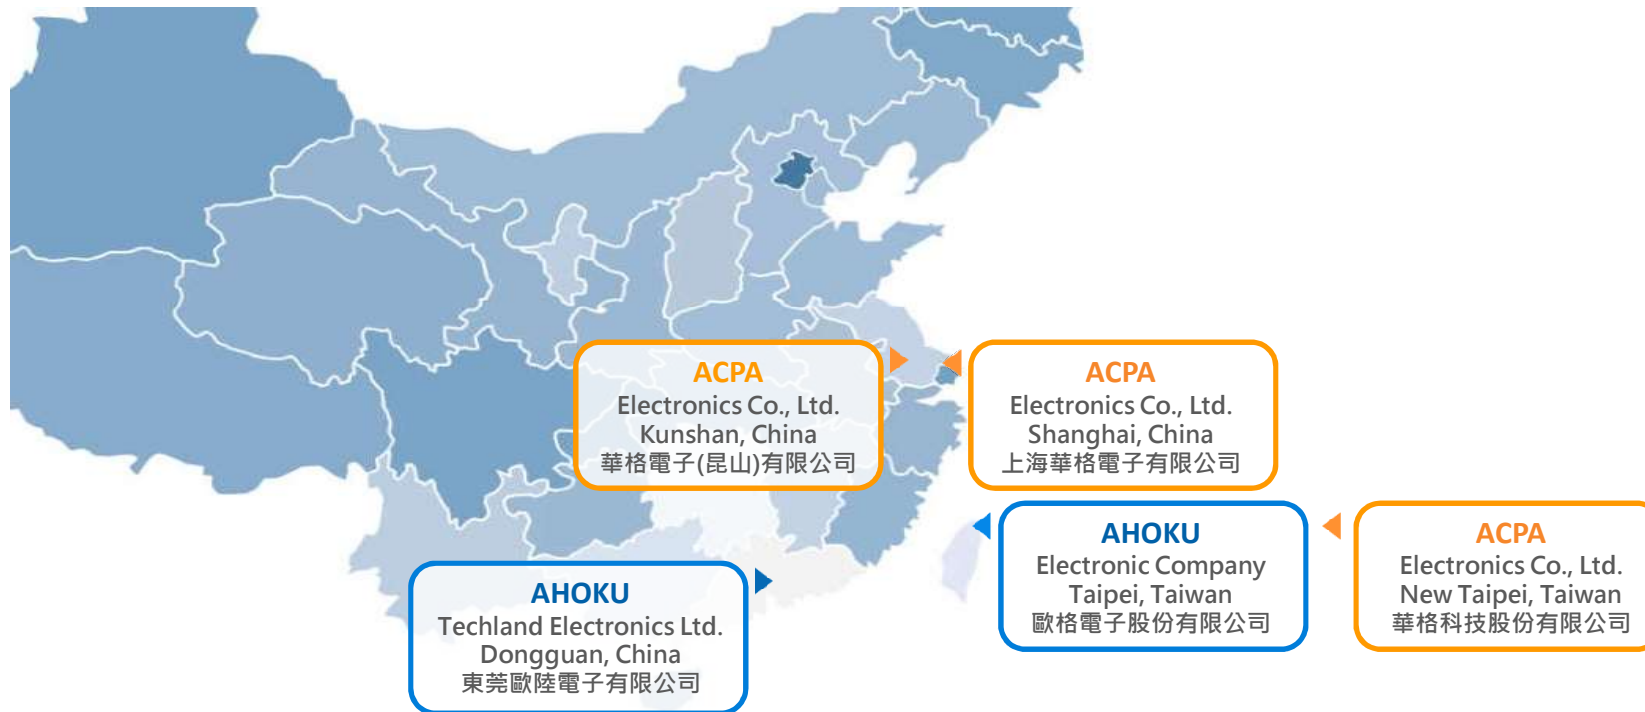 ACPA
Electronics Co., Ltd.
Kunshan, China
華格電子(昆山)有限公司
ACPA
Electronics Co., Ltd.
Shanghai, China
上海華格電子有限公司
AHOKU
Electronic Company
Taipei, Taiwan
歐格電子股份有限公司
ACPA
Electronics Co., Ltd.
New Taipei, Taiwan
華格科技股份有限公司
AHOKU
Techland Electronics Ltd.
Dongguan, China
東莞歐陸電子有限公司